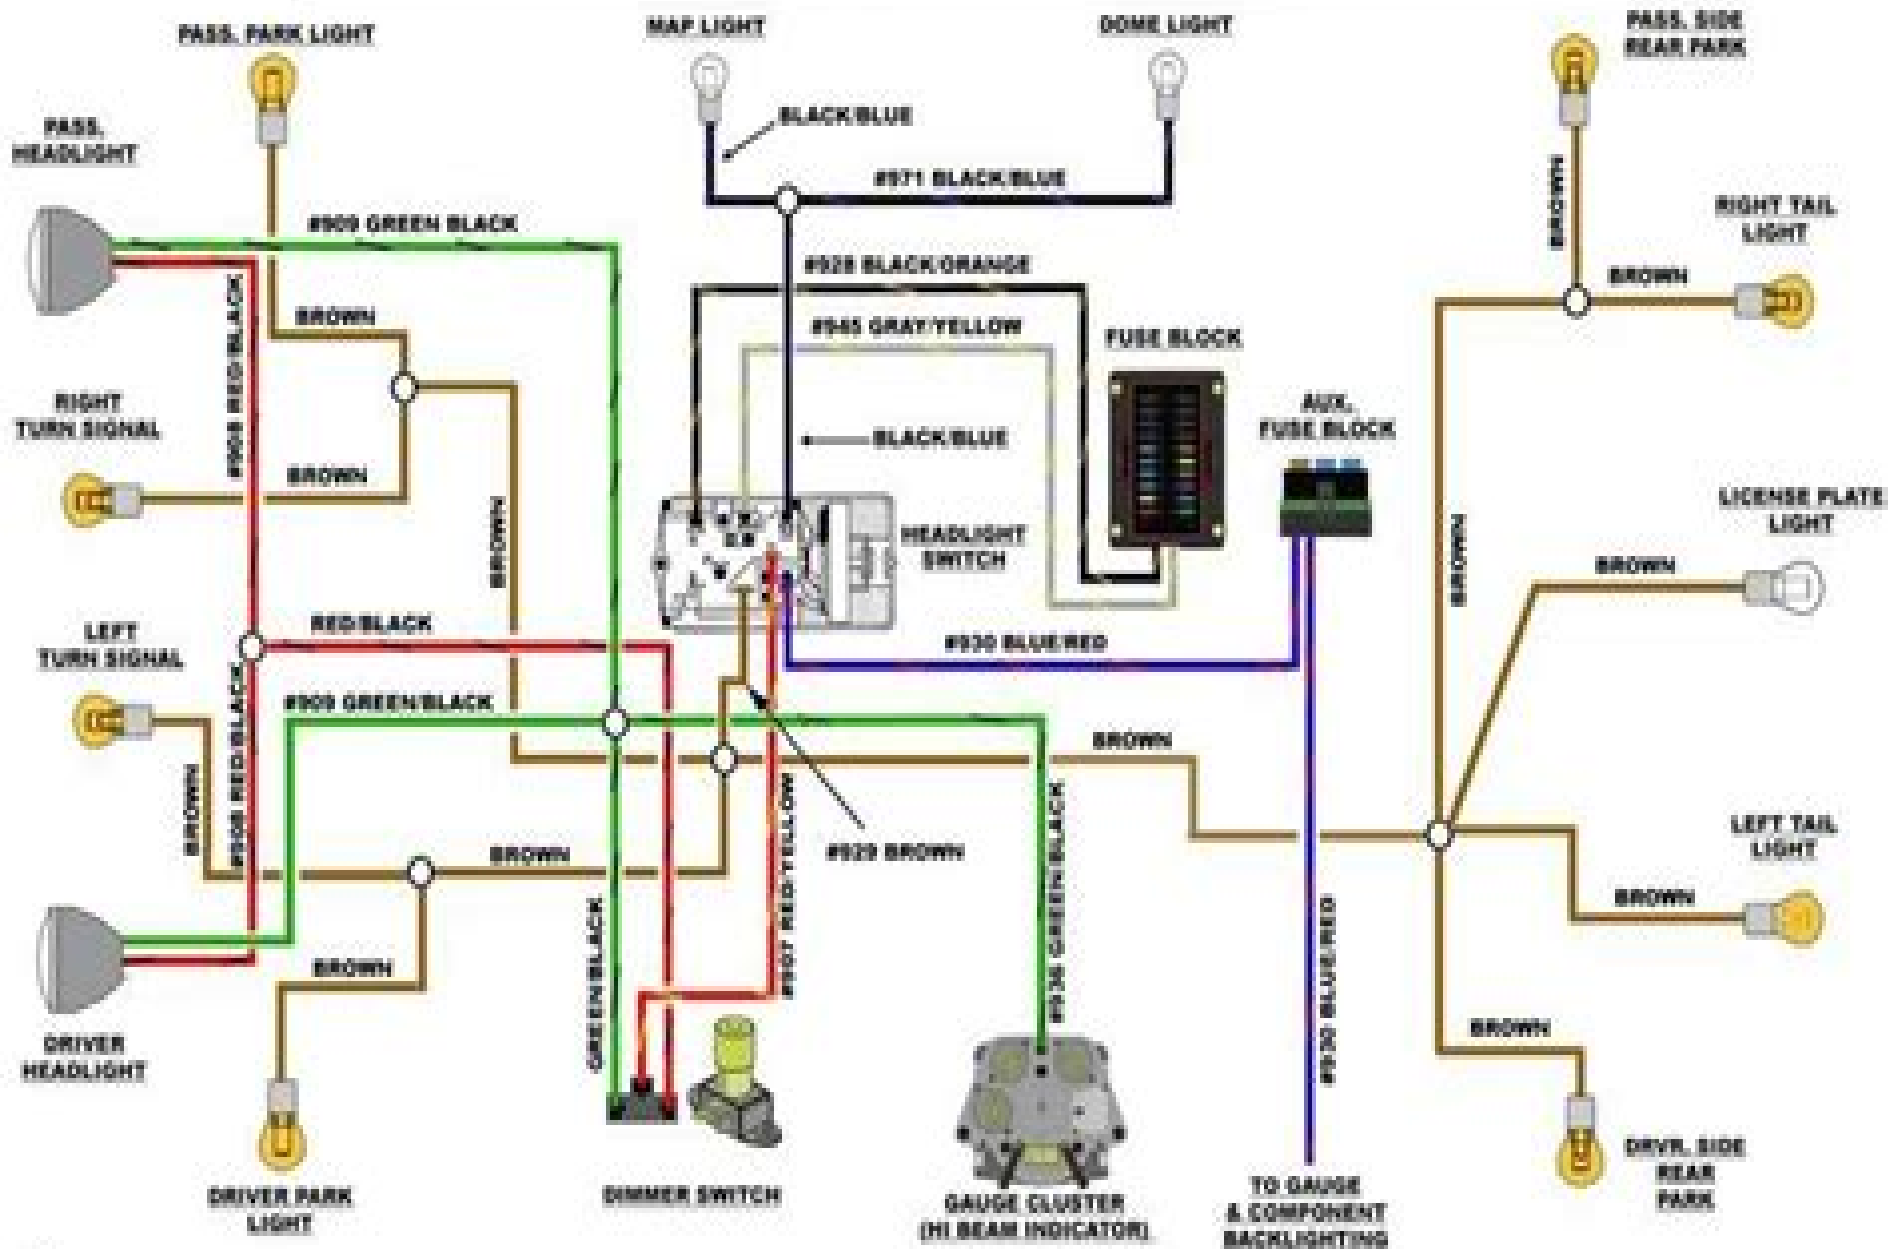 PASS. PARK LIGHT
MAP LIGHT
DOME LIGHT
PASS. SIDE
REAR PARK
PASS.
HEADLIGHT
BLACK/BLUE
#971 BLACK/BLUE
BROWN
RIGHT TAIL
LIGHT
#909 GREEN BLACK
#928 BLACK/ORANGE
BROWN
#908 RED/BLACK
BROWN
#945 GRAY/YELLOW
FUSE BLOCK
RIGHT
TURN SIGNAL
AUX.
FUSE BLOCK
BLACK/BLUE
BROWN
LICENSE PLATE
LIGHT
BROWN
HEADLIGHT
SWITCH
BROWN
BROWN
LEFT
TURN SIGNAL
RED/BLACK
#930 BLUE/RED
#909 GREEN/BLACK
#908 RED/BLACK
BROWN
BROWN
BROWN
#929 BROWN
LEFT TAIL
LIGHT
#907 RED/YELLOW
#936 GREEN/BLACK
BROWN
GREEN/BLACK
#930 BLUE/RED
BROWN
BROWN
DRIVER
HEADLIGHT
DRIVER PARK
LIGHT
DIMMER SWITCH
GAUGE CLUSTER
(HI BEAM INDICATOR)
TO GAUGE
& COMPONENT
BACKLIGHTING
DRVR. SIDE
REAR
PARK